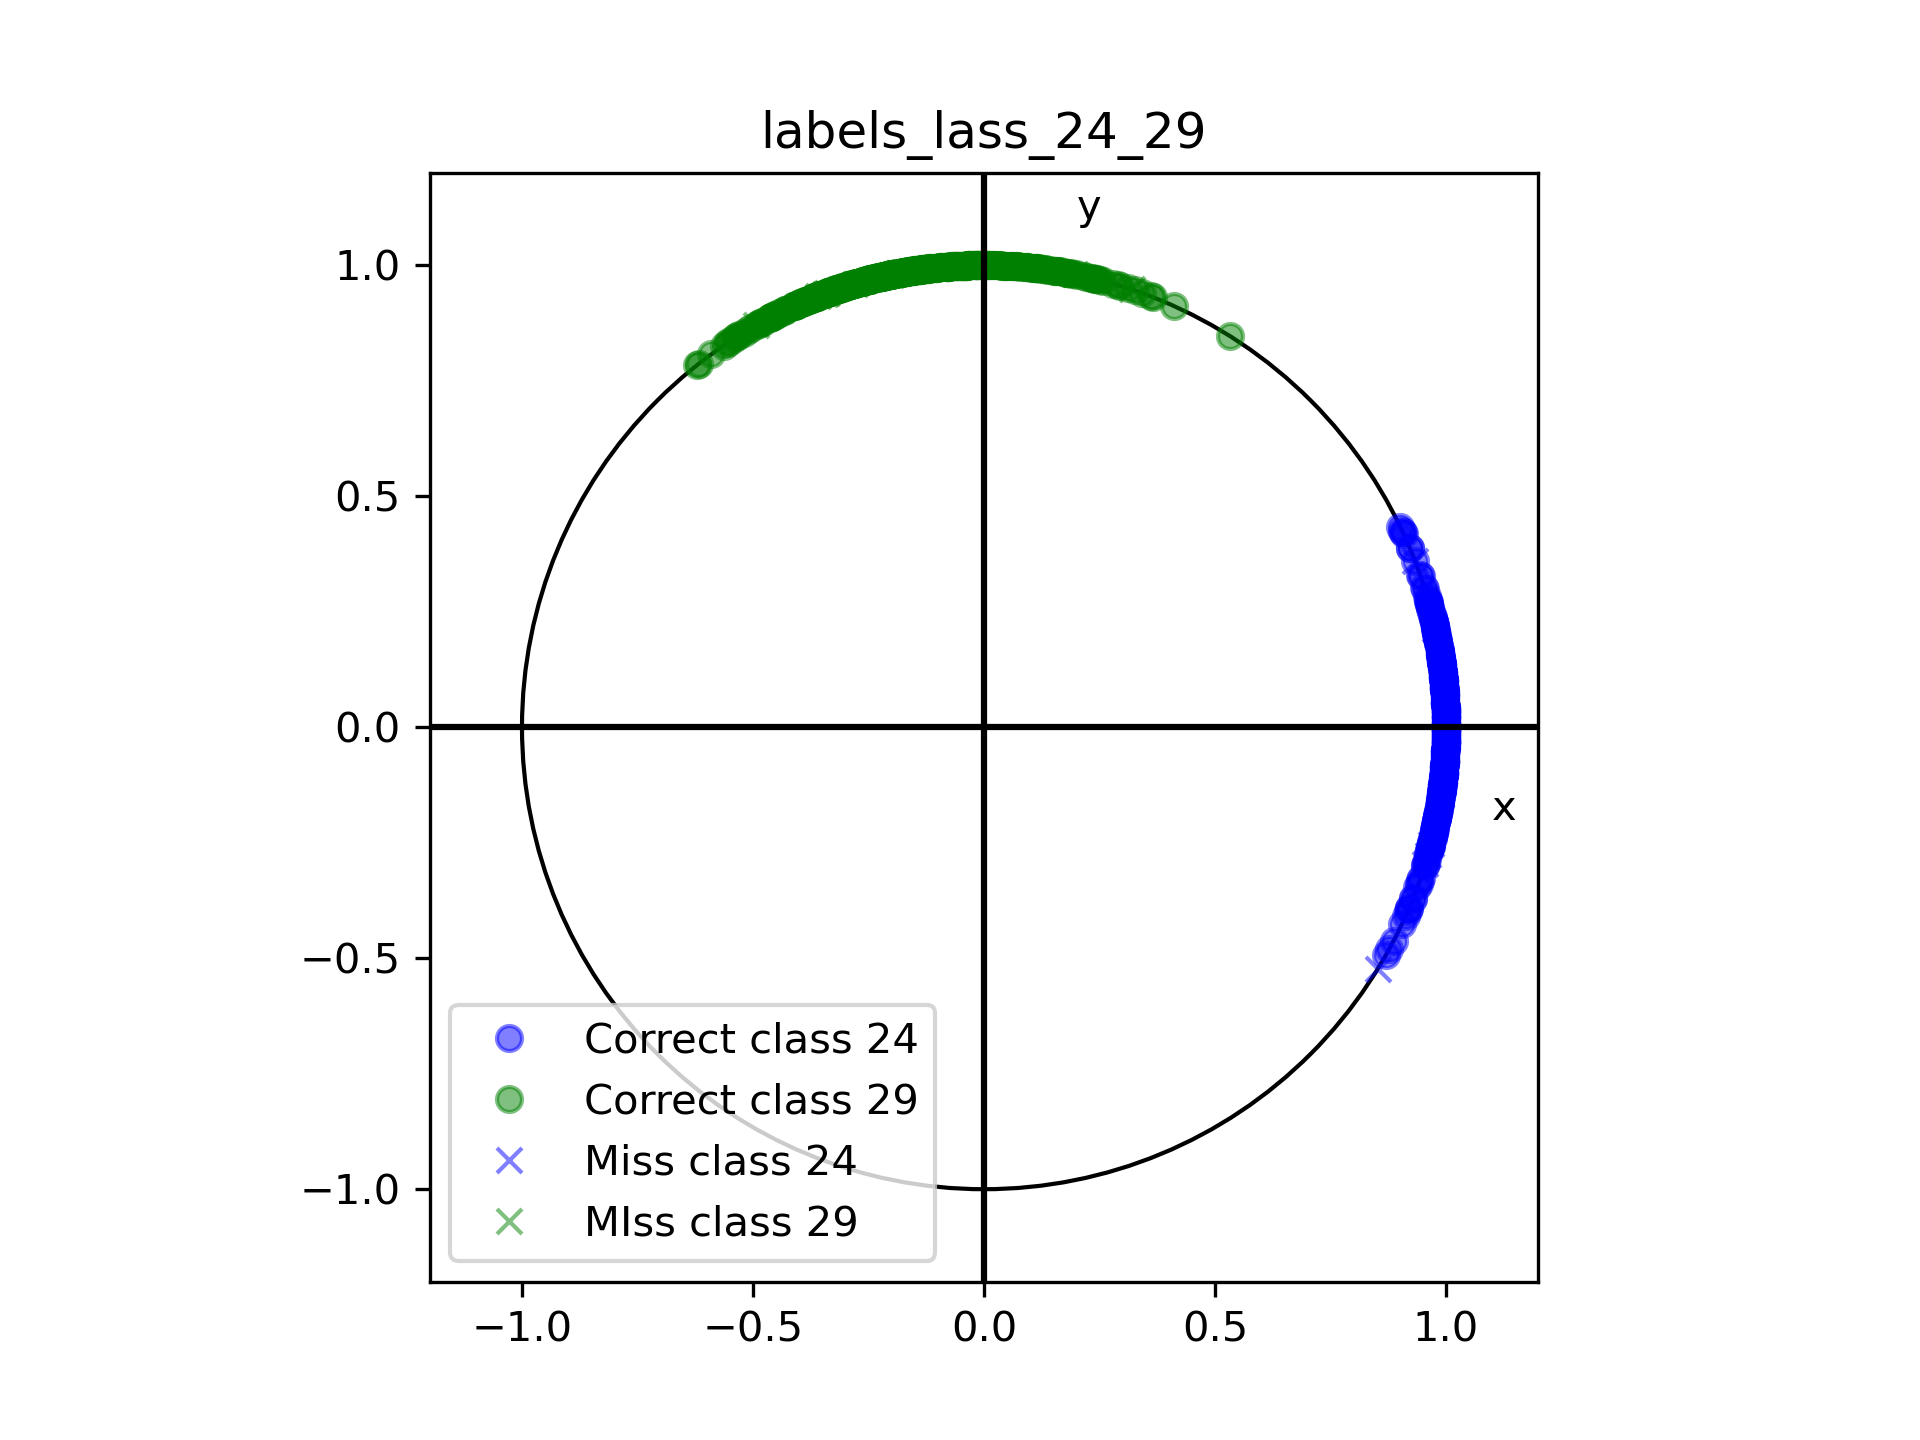 labels_lass_24_29
y
1.0
0.5
0.0
x
−0.5
−1.0
Correct class 24
Correct class 29
Miss class 24
MIss class 29
−1.0 −0.5 0.0 0.5 1.0